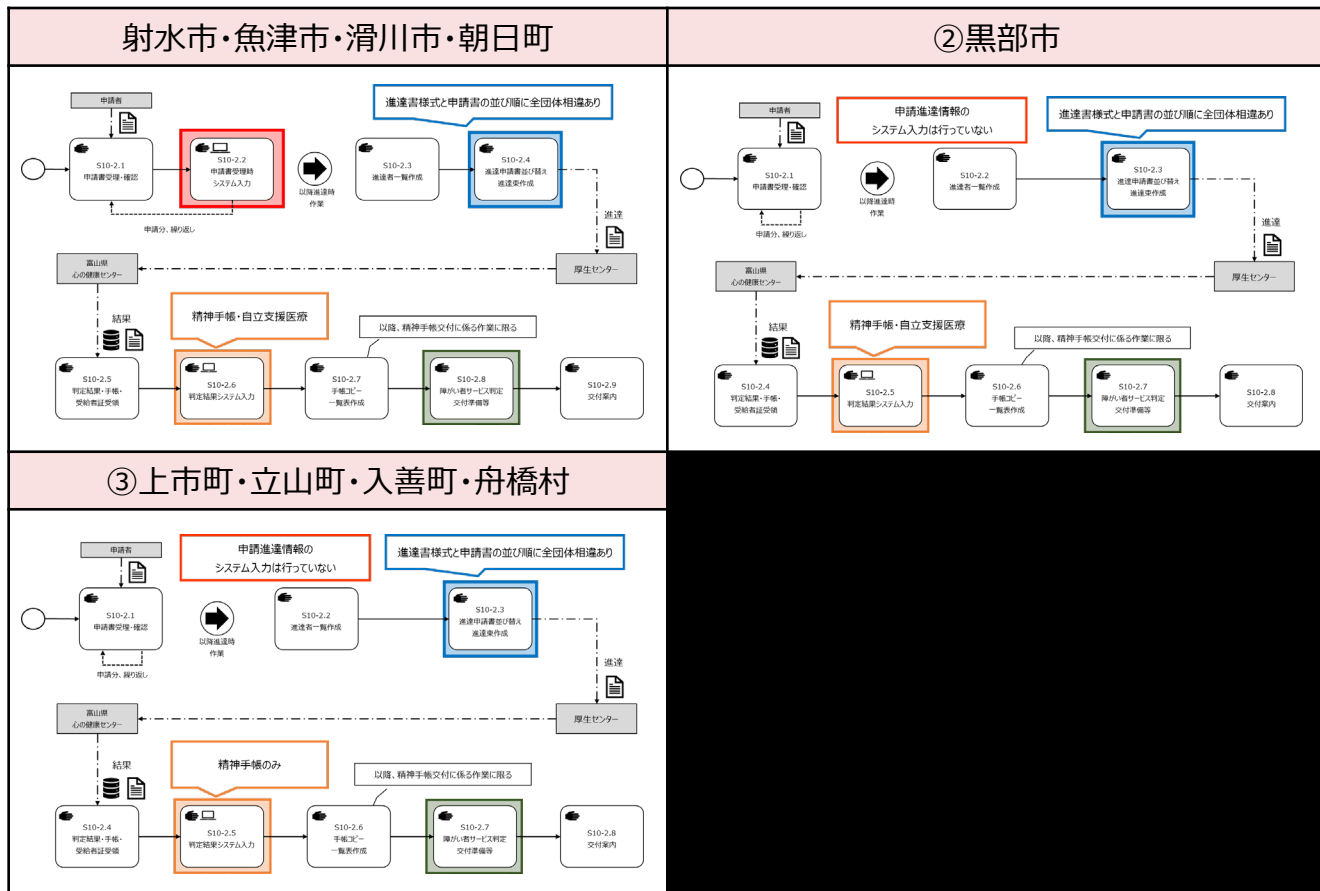 射水市・魚津市・滑川市・朝日町
申請者
進達書様式と申請書の並び順に全団体相違あり
S10-2.1
申請書受理・確認
S10-2.2
申請書受理時
システム入力
以降進達時
作業
S10-2.3
進達者一覧作成
S10-2.4
進達申請書並び替え
進達束作成
申請分、繰り返し
進達
富山県
心の健康センター
厚生センター
結果
精神手帳・自立支援医療
以降、精神手帳交付に係る作業に限る
S10-2.5
判定結果・手帳・
受給者証受領
S10-2.6
判定結果システム入力
S10-2.7
手帳コピー
一覧表作成
S10-2.8
障がい者サービス判定
交付準備等
S10-2.9
交付案内
②黒部市
申請者
申請進達情報の
システム入力は行っていない
進達書様式と申請書の並び順に全団体相違あり
S10-2.1
申請書受理・確認
以降進達時
作業
S10-2.2
進達者一覧作成
S10-2.3
進達申請書並び替え
進達束作成
申請分、繰り返し
進達
富山県
心の健康センター
厚生センター
結果
精神手帳・自立支援医療
以降、精神手帳交付に係る作業に限る
S10-2.4
判定結果・手帳・
受給者証受領
S10-2.5
判定結果システム入力
S10-2.6
手帳コピー
一覧表作成
S10-2.7
障がい者サービス判定
交付準備等
S10-2.8
交付案内
③上市町・立山町・入善町・舟橋村
申請者
申請進達情報の
システム入力は行っていない
進達書様式と申請書の並び順に全団体相違あり
S10-2.1
申請書受理・確認
以降進達時
作業
S10-2.2
進達者一覧作成
S10-2.3
進達申請書並び替え
進達束作成
申請分、繰り返し
進達
富山県
心の健康センター
厚生センター
結果
精神手帳のみ
以降、精神手帳交付に係る作業に限る
S10-2.4
判定結果・手帳・
受給者証受領
S10-2.5
判定結果システム入力
S10-2.6
手帳コピー
一覧表作成
S10-2.7
障がい者サービス判定
交付準備等
S10-2.8
交付案内